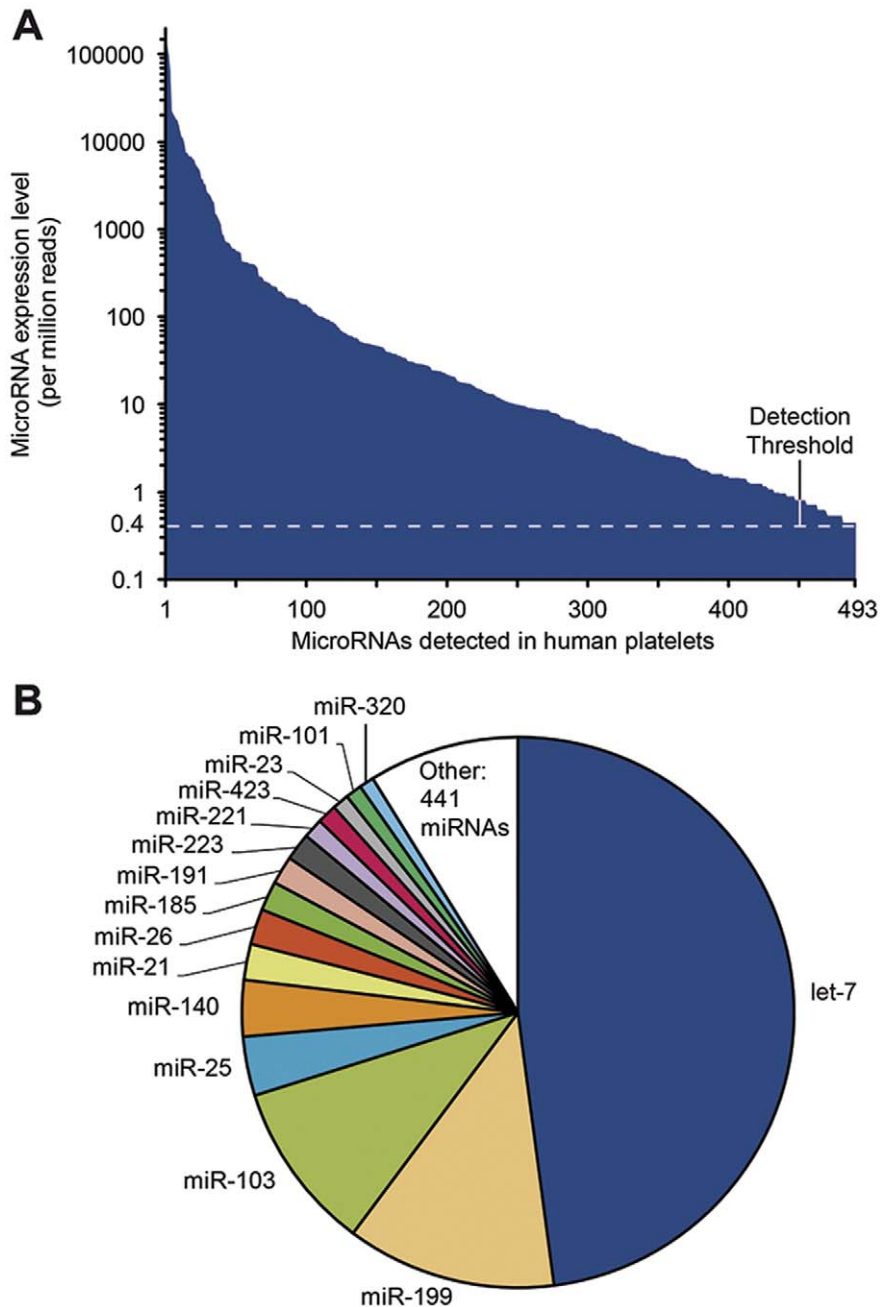 A
MicroRNA expression level
(per million reads)
100000
10000
1000
100
10
1
0.4
0.1
Detection
Threshold
1
100
200
300
400
493
MicroRNAs detected in human platelets
B
miR-320
miR-101
miR-23
miR-423
miR-221
miR-223
miR-191
miR-185
miR-26
miR-21
miR-140
miR-25
miR-103
miR-199
let-7
Other:
441
miRNAs